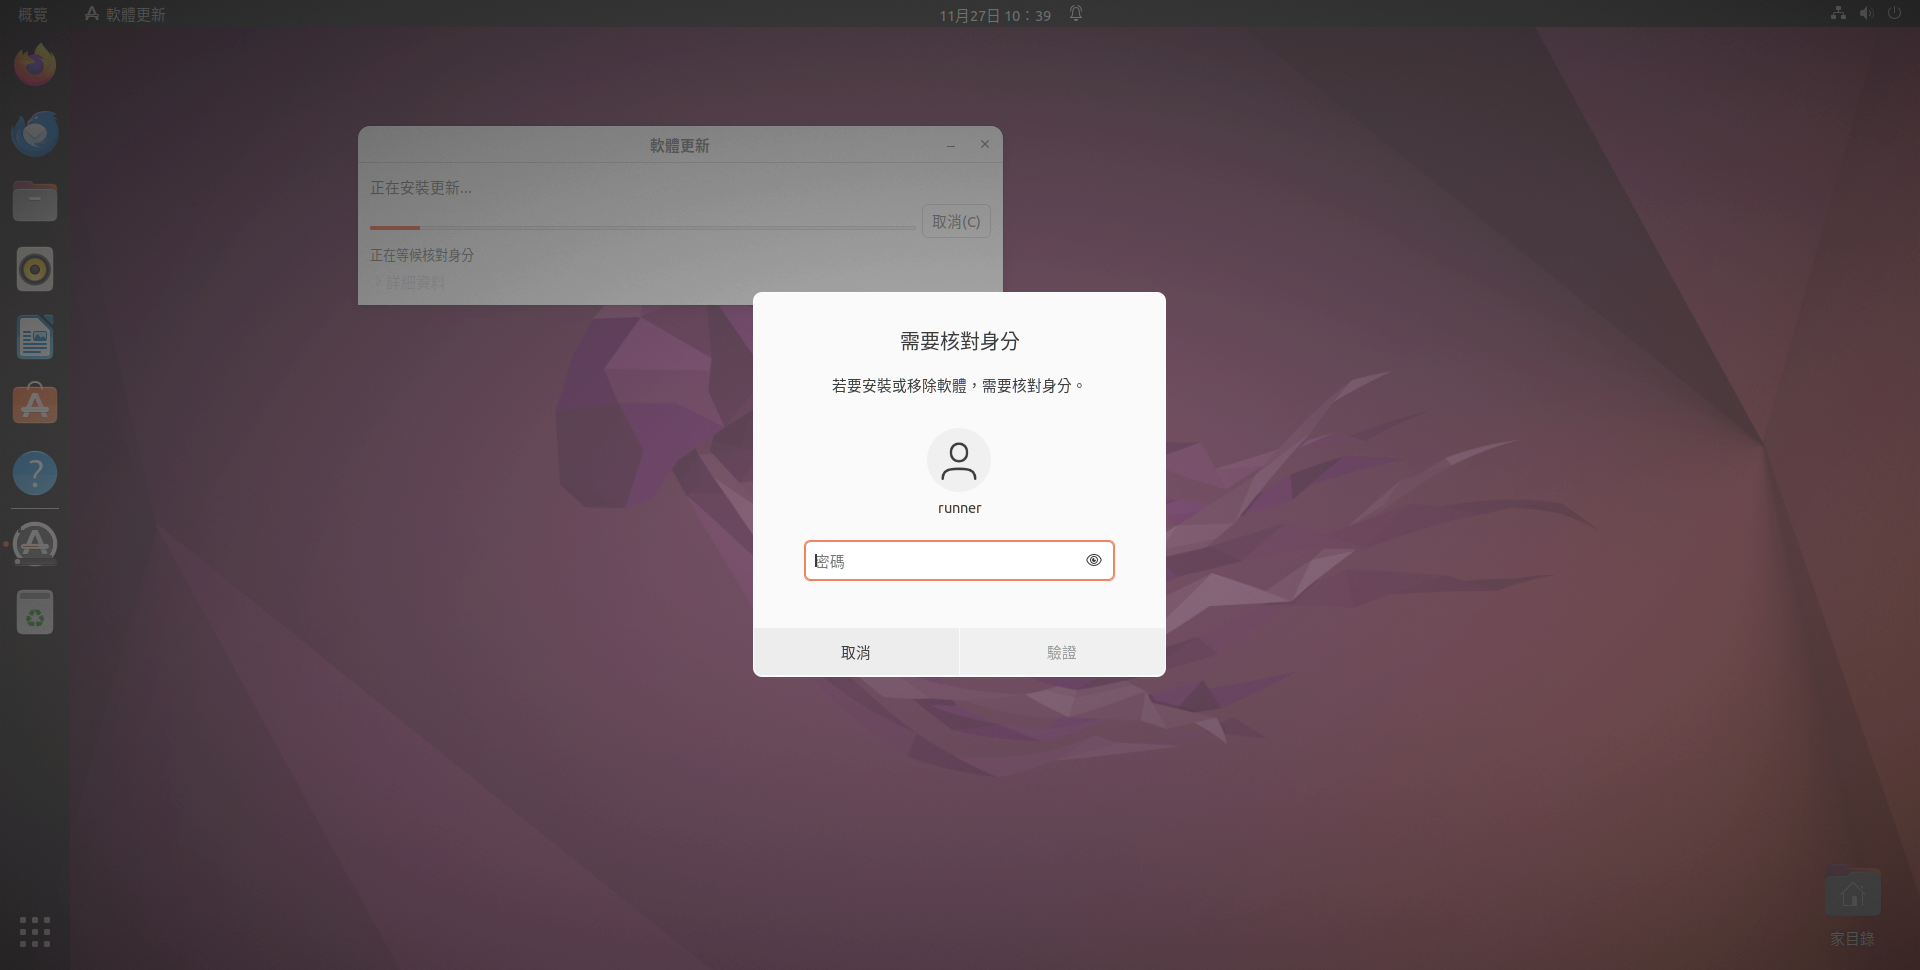 概覽
軟體更新
11月27日 10：39
軟體更新
正在安裝更新...
取消(C)
正在等候核對身分
詳細資料
需要核對身分
若要安裝或移除軟體，需要核對身分。
runner
密碼
取消
驗證
家目錄